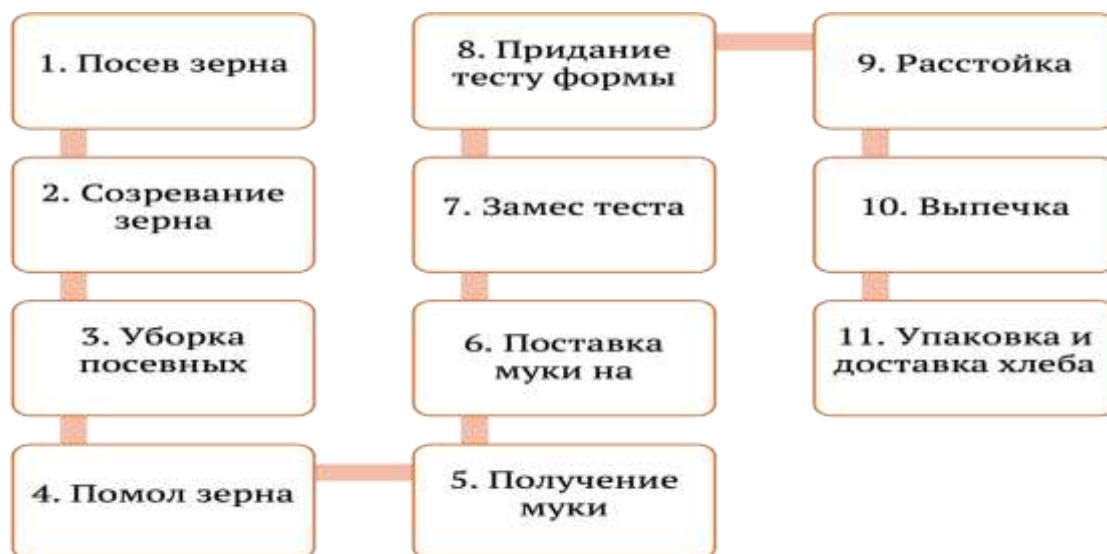 1. Посев зерна
2. Созревание
зерна
3. Уборка
посевных
4. Помол зерна
5. Получение
муки
6. Поставка
муки на
7. Замес теста
8. Придание
тесту формы
9. Расстойка
10. Выпечка
11. Упаковка и
доставка хлеба